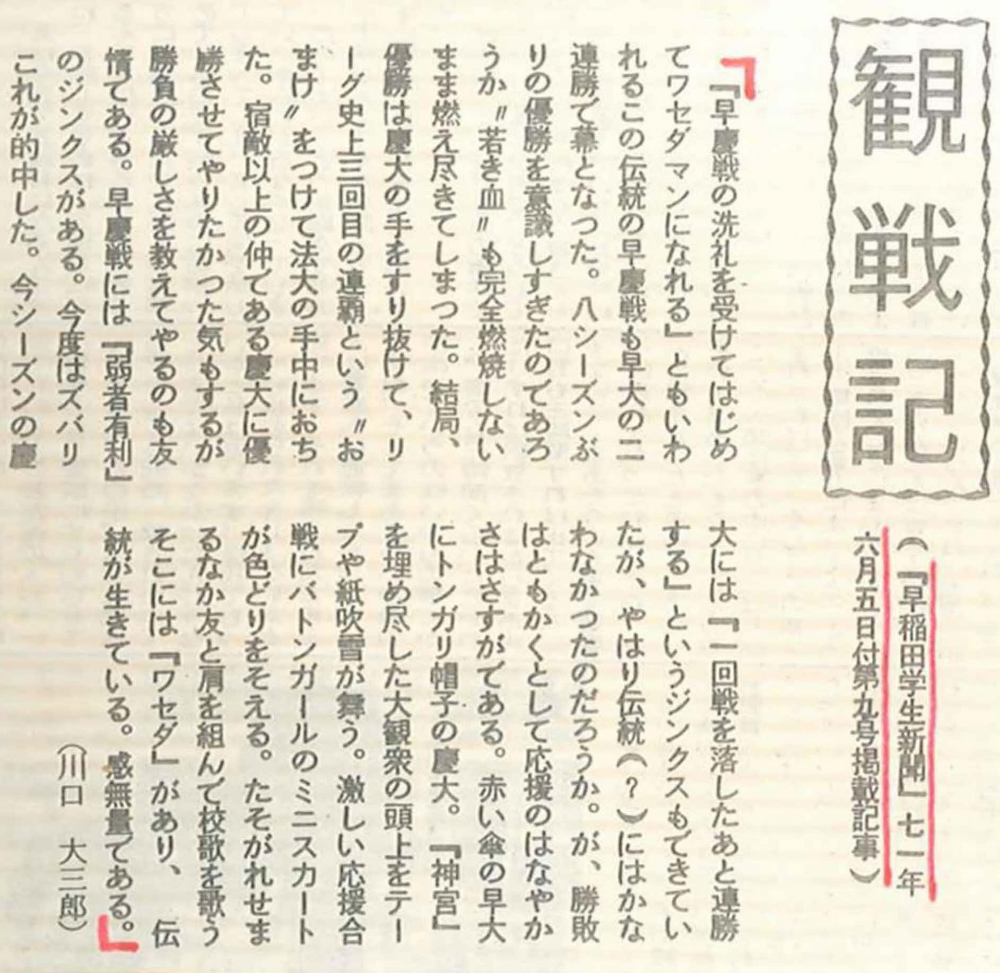 観戦記
(『早稲田学生新聞』七一年
六月五日付第九号掲載記事)
『早慶戦の洗礼を受けてはじめ
てワセダマンになれる』ともいわ
れるこの伝統の早慶戦も早大の二
連勝で幕となった。八シーズンぶ
りの優勝を意識しすぎたのであろ
うか〃若き血〃も完全燃焼しない
まま燃え尽きてしまった。結局、
優勝は慶大の手をすり抜けて、リ
ーグ史上三回目の連覇という〃お
まけ〃をつけて法大の手中におち
た。宿敵以上の仲である慶大に優
勝させてやりたかった気もするが
勝負の厳しさを教えてやるのも友
情である。早慶戦には『弱者有利』
のジンクスがある。今度はズバリ
これが的中した。今シーズンの慶
大には『一回戦を落したあと連勝
する』というジンクスもできてい
たが、やはり伝統(?)にはかな
わなかったのだろうか。が、勝敗
はともかくとして応援のはなやか
さはさすがである。赤い傘の早大
にトンガリ帽子の慶大。『神宮』
を埋め尽した大観衆の頭上をテー
プや紙吹雪が舞う。激しい応援合
戦にバトンガールのミニスカート
が色どりをそえる。たそがれせま
るなか友と肩を組んで校歌を歌う
そこには『ワセダ』があり、伝
統が生きている。感無量である。
(川口 大三郎)